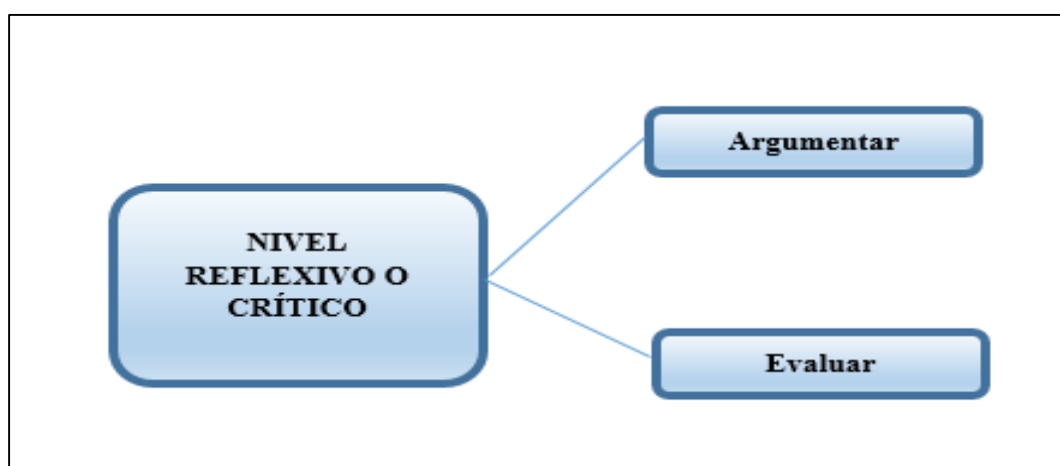 NIVEL
REFLEXIVO O
CRÍTICO
Argumentar
Evaluar